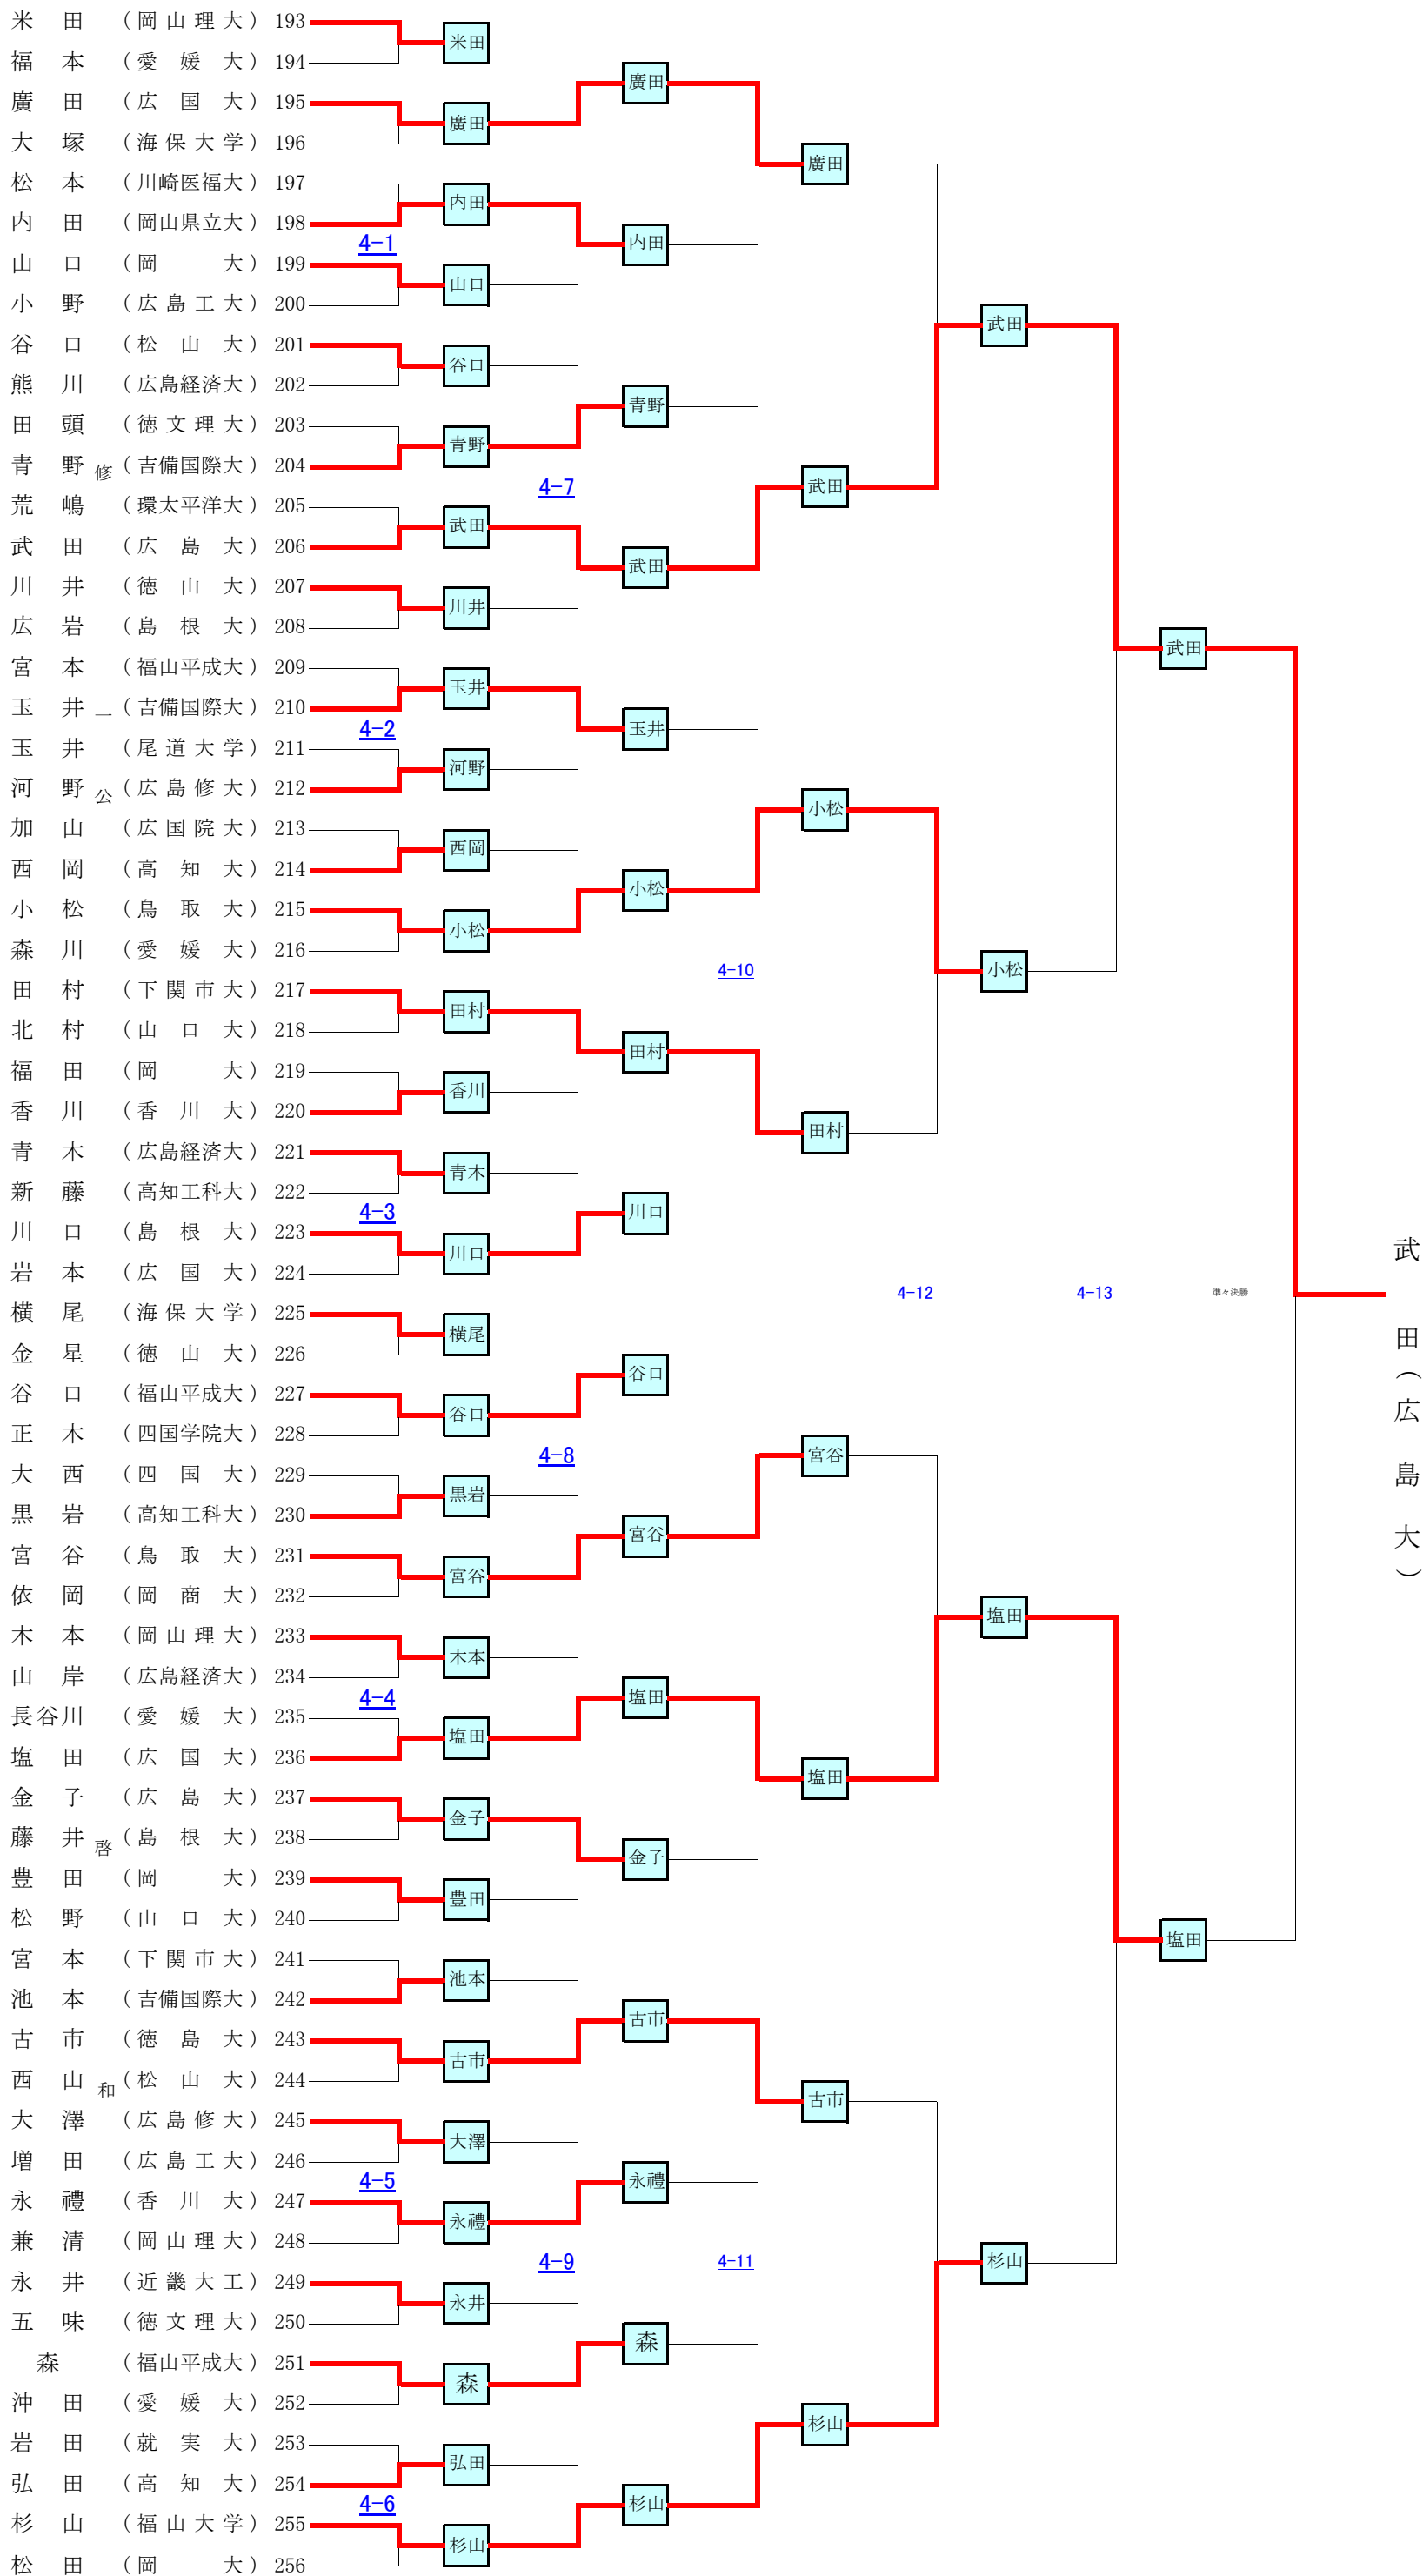 米田（岡山理大）193
福本（愛媛大）194
廣田（広国大）195
大塚（海保大学）196
松本（川崎医福大）197
内田（岡山県立大）198
山口（岡大）199
小野（広島工大）200
谷口（松山大）201
熊川（広島経済大）202
田頭（徳文理大）203
青野修（吉備国際大）204
荒嶋（環太平洋大）205
武田（広島大）206
川井（徳山大）207
広岩（島根大）208
宮本（福山平成大）209
玉井一（吉備国際大）210
玉井（尾道大学）211
河野公（広島修大）212
加山（広国院大）213
西岡（高知大）214
小松（鳥取大）215
森川（愛媛大）216
田村（下関市大）217
北村（山口大）218
福田（岡大）219
香川（香川大）220
青木（広島経済大）221
新藤（高知工科大）222
川口（島根大）223
岩本（広国大）224
横尾（海保大学）225
金星（徳山大）226
谷口（福山平成大）227
正木（四国学院大）228
大西（四国大）229
黒岩（高知工科大）230
宮谷（鳥取大）231
依岡（岡商大）232
木本（岡山理大）233
山岸（広島経済大）234
長谷川（愛媛大）235
塩田（広国大）236
金子（広島大）237
藤井啓（島根大）238
豊田（岡大）239
松野（山口大）240
宮本（下関市大）241
池本（吉備国際大）242
古市（徳島大）243
西山和（松山大）244
大澤（広島修大）245
増田（広島工大）246
永禮（香川大）247
兼清（岡山理大）248
永井（近畿大工）249
五味（徳文理大）250
森（福山平成大）251
沖田（愛媛大）252
岩田（就実大）253
弘田（高知大）254
杉山（福山大学）255
松田（岡大）256
4-1
4-2
4-3
4-4
4-5
4-6
米田
廣田
内田
山口
谷口
青野
武田
川井
玉井
河野
西岡
小松
田村
香川
青木
川口
横尾
谷口
黒岩
宮谷
木本
塩田
金子
豊田
池本
古市
大澤
永禮
永井
森
弘田
杉山
4-7
4-8
4-9
廣田
内田
青野
武田
玉井
小松
田村
川口
谷口
宮谷
塩田
金子
古市
永禮
森
杉山
4-10
4-11
廣田
武田
小松
田村
宮谷
塩田
古市
杉山
4-12
武田
小松
塩田
杉山
4-13
武田
塩田
準々決勝
武田（広島大）